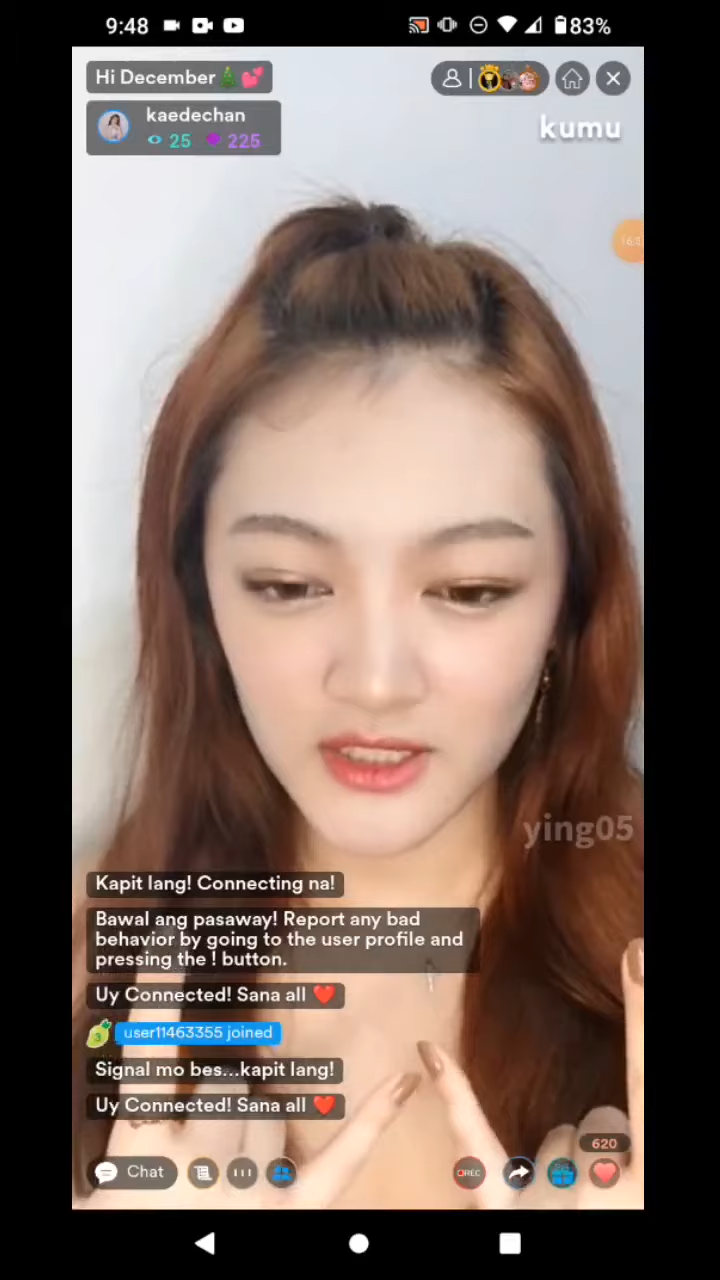 9:48
83%
Hi December🎄💕
kaedechan
25 225
kumu
ying05
Kapit lang! Connecting na!
Bawal ang pasaway! Report any bad
behavior by going to the user profile and
pressing the ! button.
Uy Connected! Sana all ❤️
3 user11463355 joined
Signal mo bes...kapit lang!
Uy Connected! Sana all ❤️
620
Chat
REC